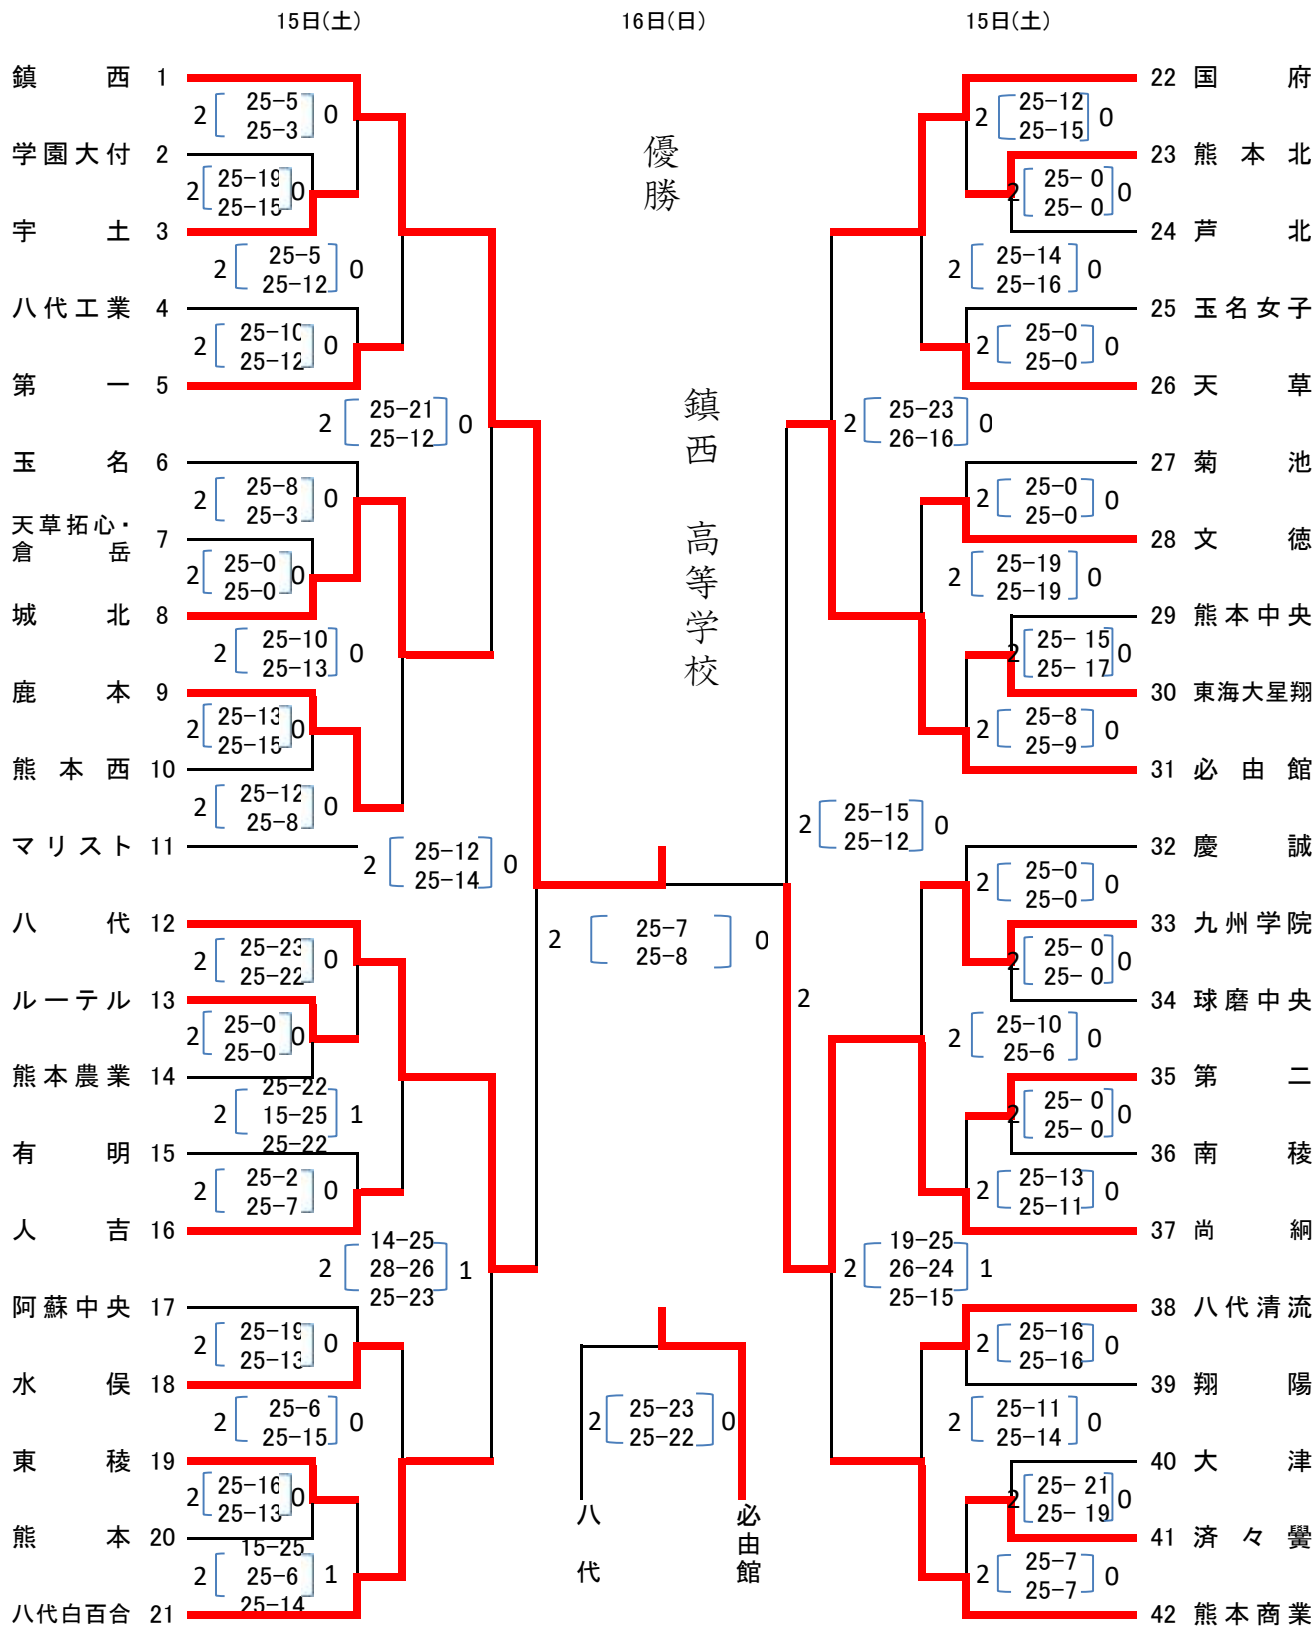 15日(土)
16日(日)
15日(土)
鎮西 1
2 25-5 0
25-3
学園大付 2
2 25-19 0
25-15
宇土 3
2 25-5 0
25-12
八代工業 4
2 25-10 0
25-12
第一 5
2 25-21 0
25-12
玉名 6
2 25-8 0
25-3
天草拓心・
倉岳 7
2 25-0 0
25-0
城北 8
2 25-10 0
25-13
鹿本 9
2 25-13 0
25-15
熊本西 10
2 25-12 0
25-8
マリスト 11
2 25-12 0
25-14
八代 12
2 25-23 0
25-22
ルーテル 13
2 25-0 0
25-0
熊本農業 14
25-22
2 15-25 1
25-22
有明 15
2 25-2 0
25-7
人吉 16
14-25
2 28-26 1
25-23
阿蘇中央 17
2 25-19 0
25-13
水俣 18
2 25-6 0
25-15
東稜 19
2 25-16 0
25-13
熊本 20
15-25
2 25-6 1
25-14
八代白百合 21
優勝
鎮西 高等学校
2 25-7 0
25-8
2 25-23 0
25-22
八代
必由館
22 国府
2 25-12 0
25-15
23 熊本北
2 25- 0 0
25- 0
24 芦北
2 25-14 0
25-16
25 玉名女子
2 25-0 0
25-0
26 天草
2 25-23 0
26-16
27 菊池
2 25-0 0
25-0
28 文徳
2 25-19 0
25-19
29 熊本中央
2 25- 15 0
25- 17
30 東海大星翔
2 25-8 0
25-9
31 必由館
2 25-15 0
25-12
32 慶誠
2 25-0 0
25-0
33 九州学院
2 25- 0 0
25- 0
34 球磨中央
2
2 25-10 0
25-6
35 第二
2 25- 0 0
25- 0
36 南稜
2 25-13 0
25-11
37 尚絅
19-25
2 26-24 1
25-15
38 八代清流
2 25-16 0
25-16
39 翔陽
2 25-11 0
25-14
40 大津
2 25- 21 0
25- 19
41 済々黌
2 25-7 0
25-7
42 熊本商業